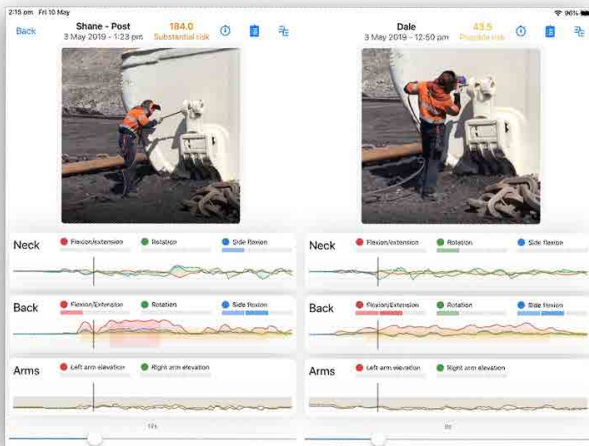 2:15 pm Fri 10 May
96%
Back
Shane - Post
3 May 2019 - 1:23 pm
184.0
Substantial risk
Dale
3 May 2019 - 12:50 pm
43.5
Possible risk
Neck
Flexion/extension
Rotation
Side flexion
Back
Flexion/Extension
Rotation
Side flexion
Arms
Left arm elevation
Right arm elevation
Neck
Flexion/extension
Rotation
Side flexion
Back
Flexion/Extension
Rotation
Side flexion
Arms
Left arm elevation
Right arm elevation